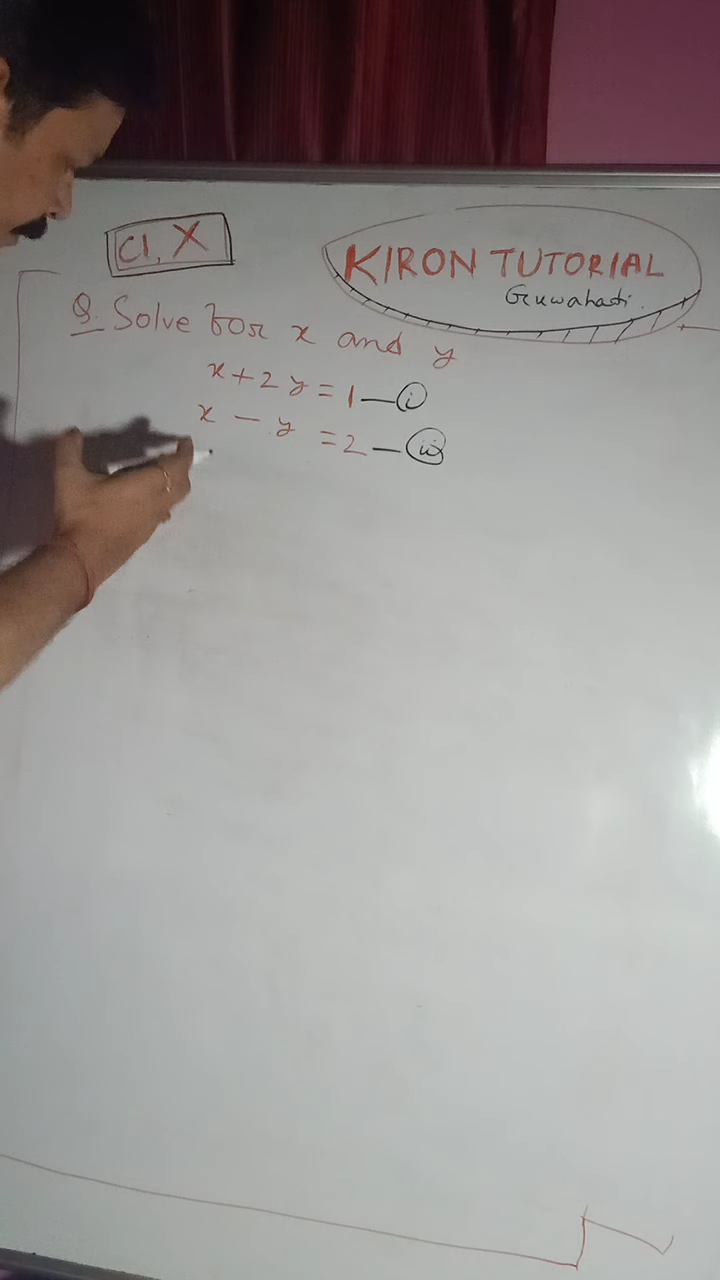 Cl. X
KIRON TUTORIAL
Guwahati.
Q. Solve for x and y
x + 2y = 1 — (i)
x - y = 2 — (ii)